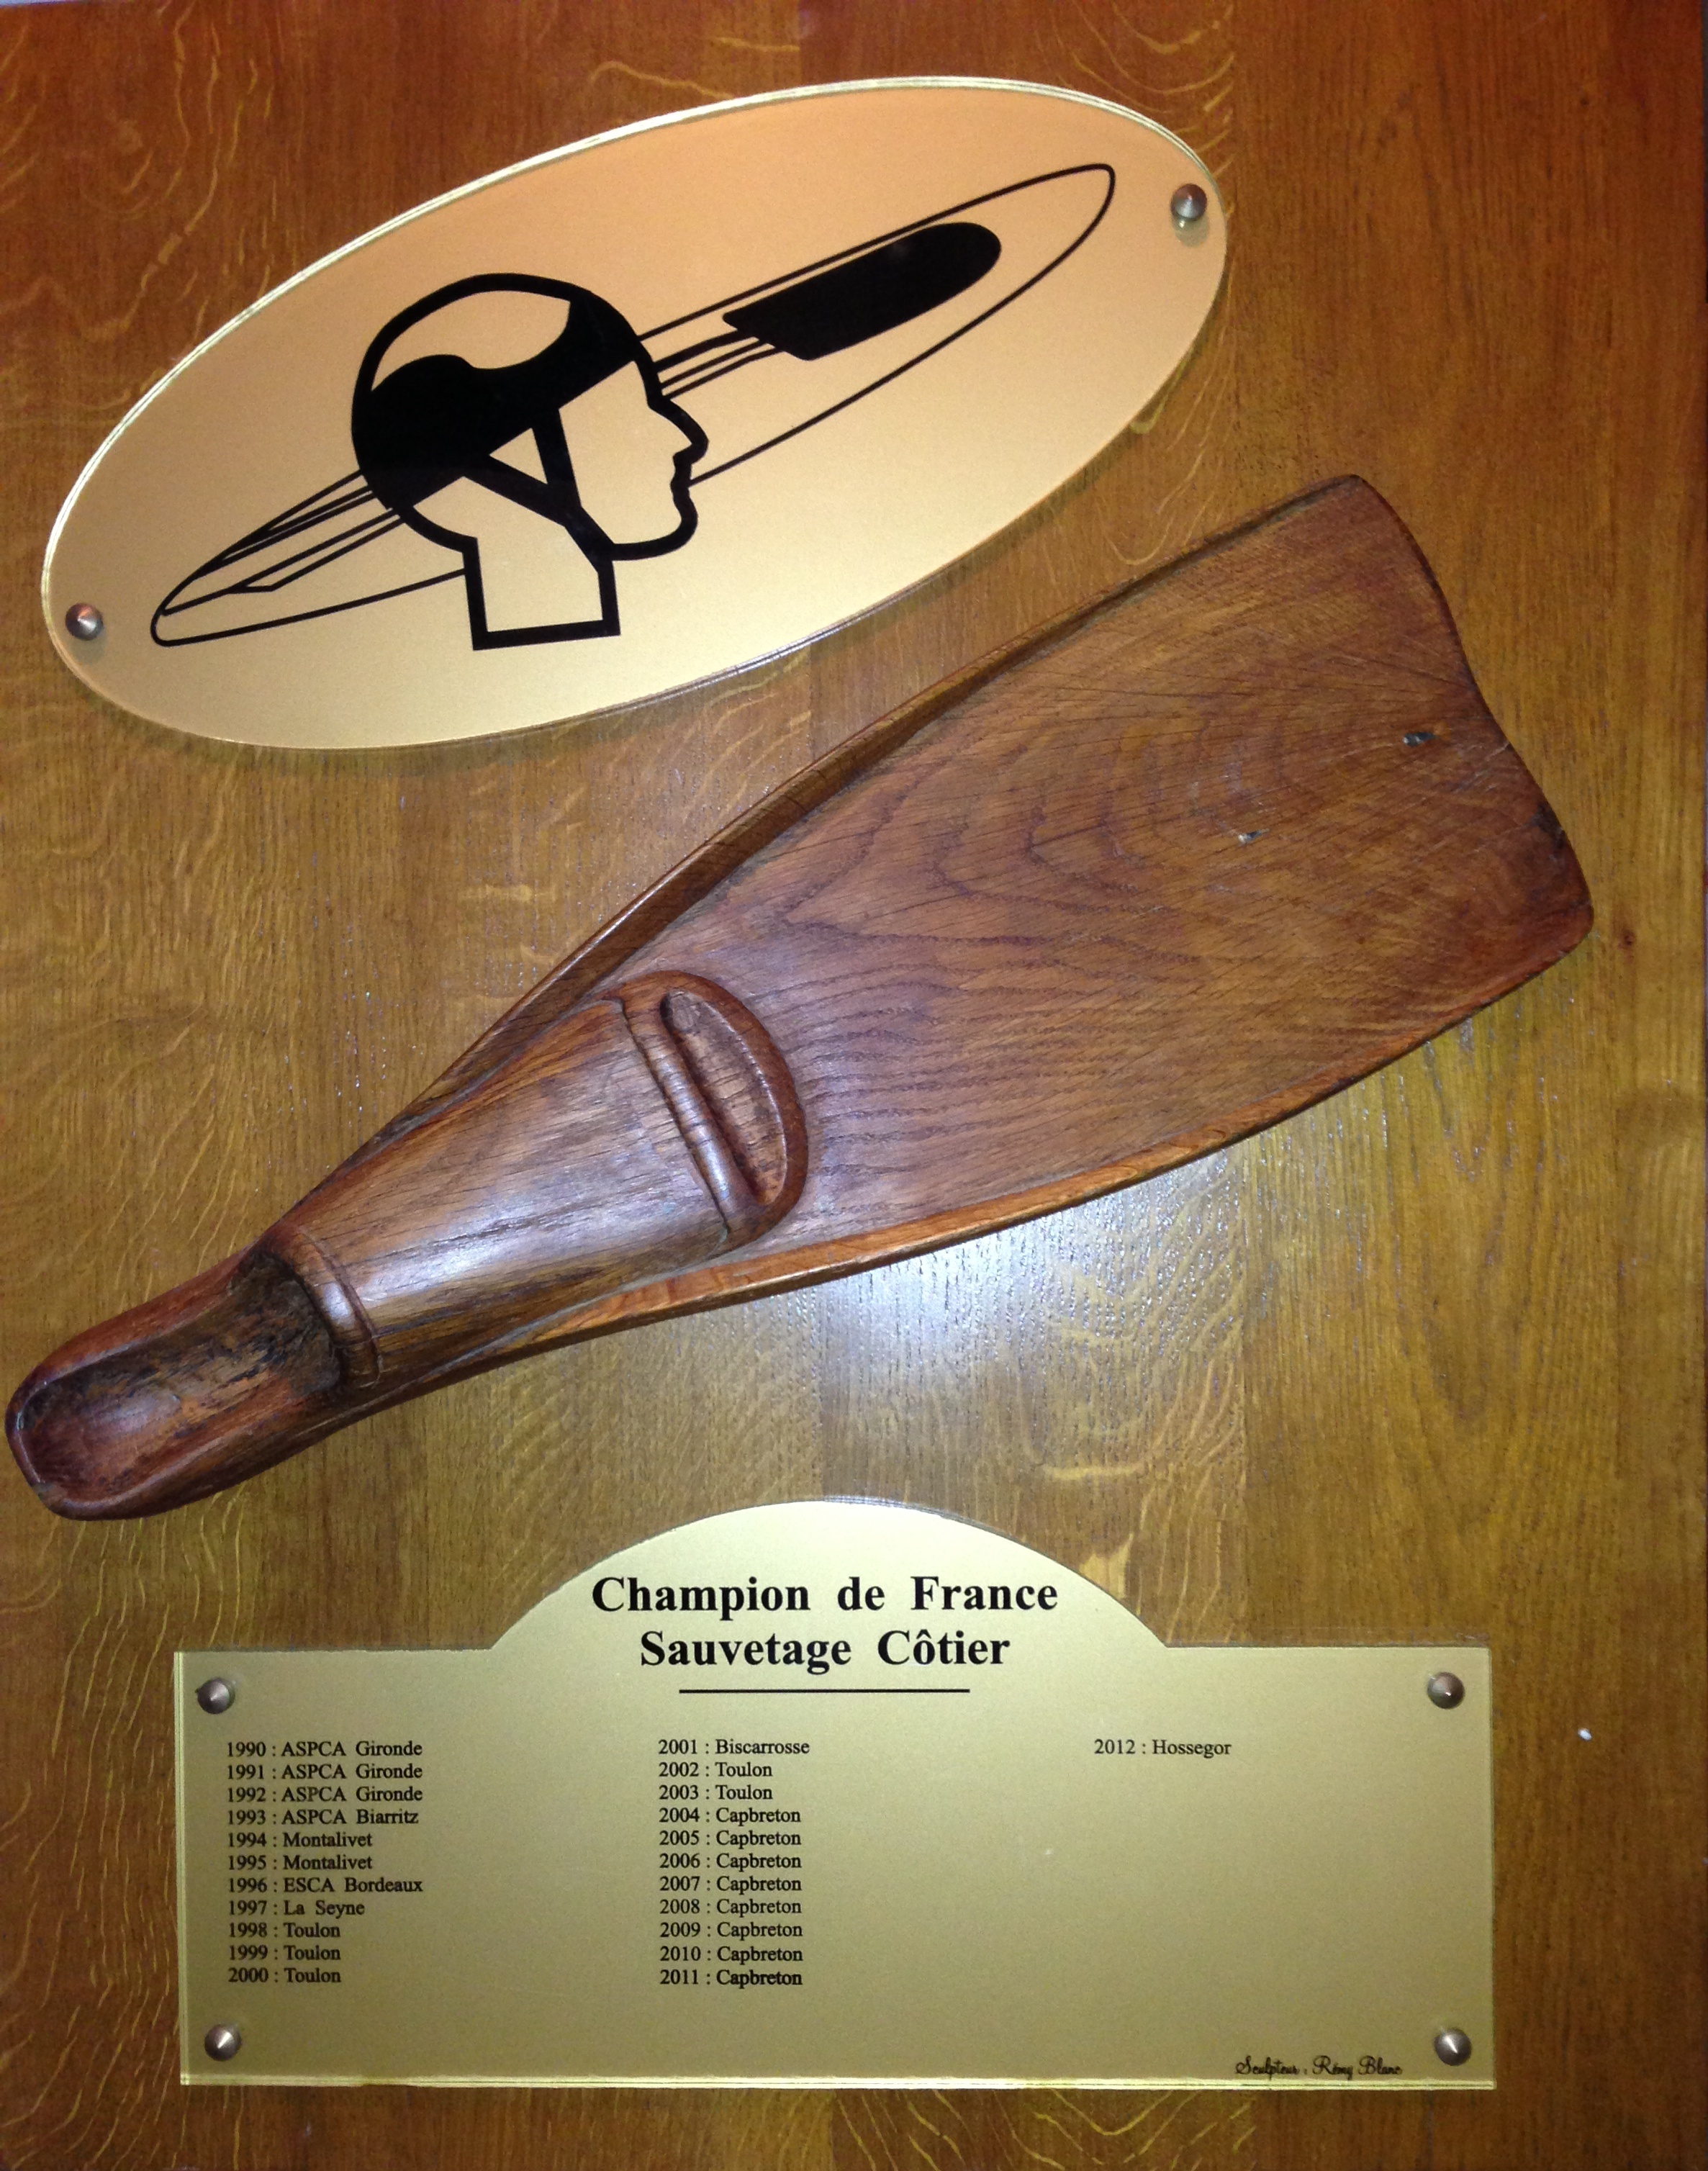 Champion de France
Sauvetage Côtier
1990 : ASPCA Gironde
1991 : ASPCA Gironde
1992 : ASPCA Gironde
1993 : ASPCA Biarritz
1994 : Montalivet
1995 : Montalivet
1996 : ESCA Bordeaux
1997 : La Seyne
1998 : Toulon
1999 : Toulon
2000 : Toulon
2001 : Biscarrosse
2002 : Toulon
2003 : Toulon
2004 : Capbreton
2005 : Capbreton
2006 : Capbreton
2007 : Capbreton
2008 : Capbreton
2009 : Capbreton
2010 : Capbreton
2011 : Capbreton
2012 : Hossegor
Sculpteur : Rémy Blanc